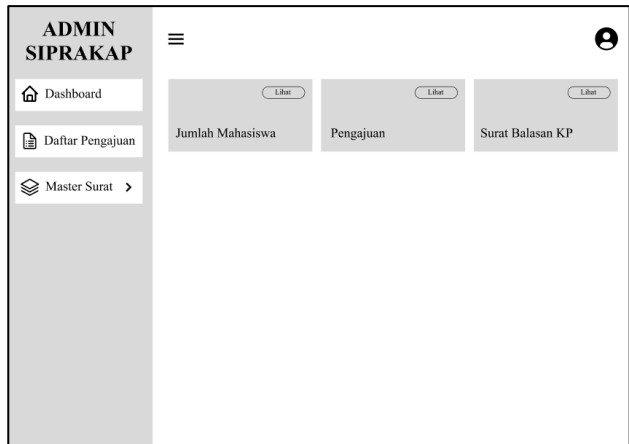 ADMIN
SIPRAKAP
Dashboard
Daftar Pengajuan
Master Surat
Lihat
Jumlah Mahasiswa
Lihat
Pengajuan
Lihat
Surat Balasan KP